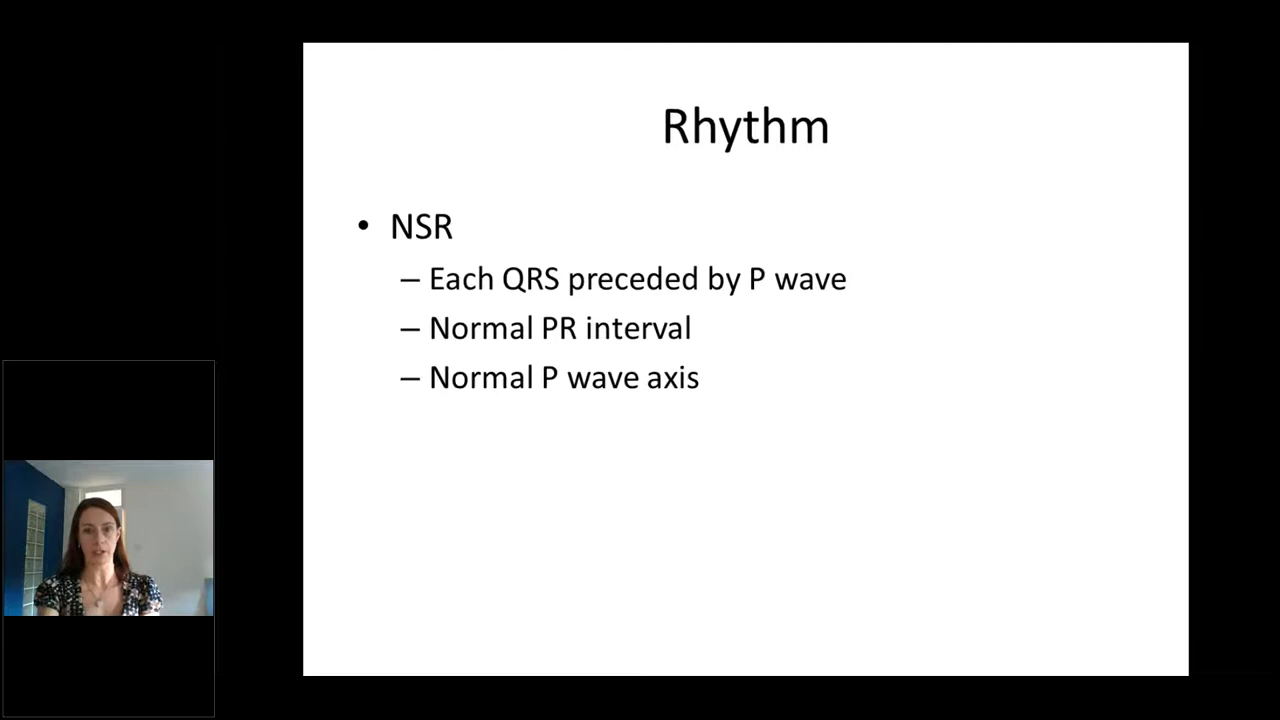 Rhythm
• NSR
– Each QRS preceded by P wave
– Normal PR interval
– Normal P wave axis